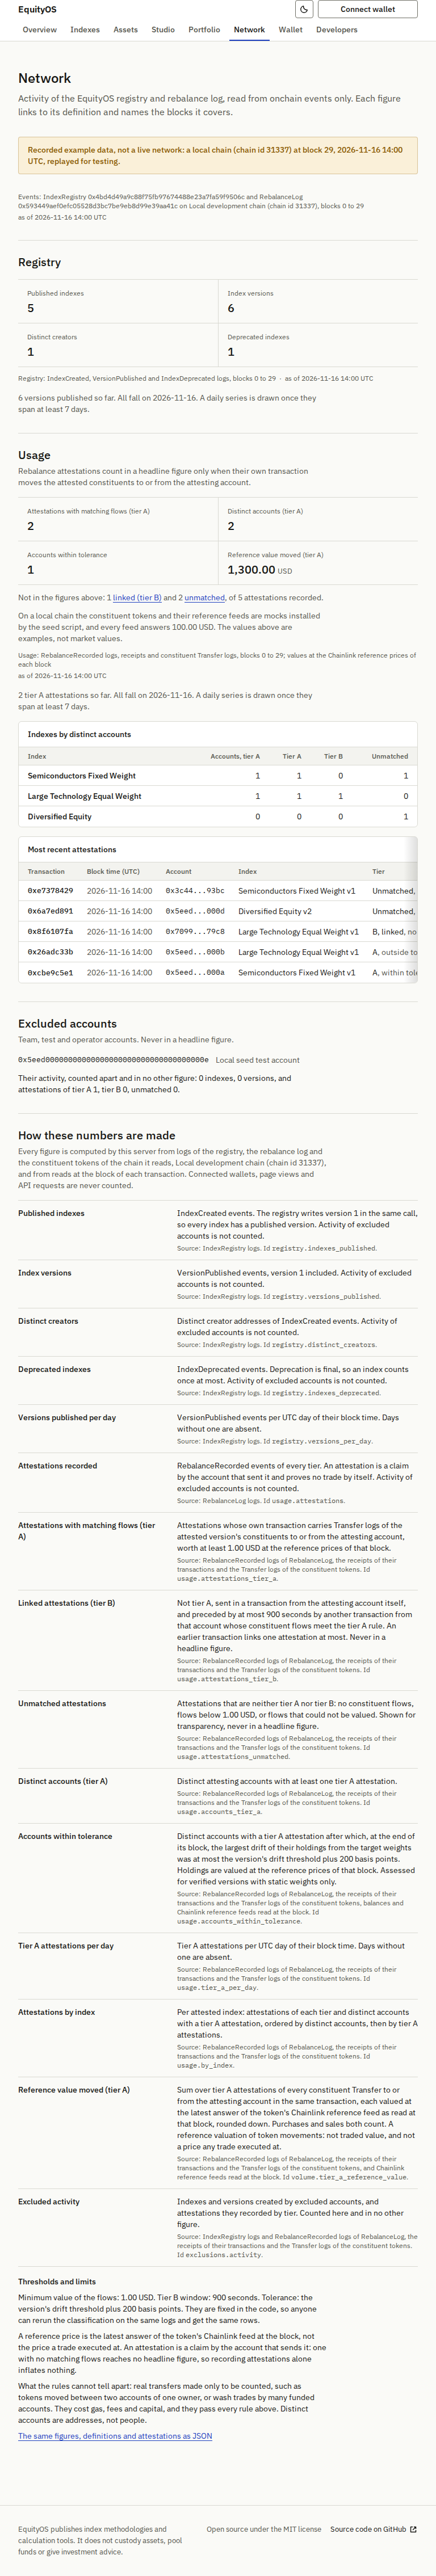 EquityOS
Connect wallet
Overview Indexes Assets Studio Portfolio Network Wallet Developers
Network
Activity of the EquityOS registry and rebalance log, read from onchain events only. Each figure
links to its definition and names the blocks it covers.
Recorded example data, not a live network: a local chain (chain id 31337) at block 29, 2026-11-16 14:00
UTC, replayed for testing.
Events: IndexRegistry 0x4bd4d49a9c88f75fb97674488e23a7fa59f9506c and RebalanceLog
0x593449aef0efc05528d3bc7be9eb8d99e39aa41c on Local development chain (chain id 31337), blocks 0 to 29
as of 2026-11-16 14:00 UTC
Registry
Published indexes
5
Index versions
6
Distinct creators
1
Deprecated indexes
1
Registry: IndexCreated, VersionPublished and IndexDeprecated logs, blocks 0 to 29 · as of 2026-11-16 14:00 UTC
6 versions published so far. All fall on 2026-11-16. A daily series is drawn once they
span at least 7 days.
Usage
Rebalance attestations count in a headline figure only when their own transaction
moves the attested constituents to or from the attesting account.
Attestations with matching flows (tier A)
2
Distinct accounts (tier A)
2
Accounts within tolerance
1
Reference value moved (tier A)
1,300.00 USD
Not in the figures above: 1 linked (tier B) and 2 unmatched, of 5 attestations recorded.
On a local chain the constituent tokens and their reference feeds are mocks installed
by the seed script, and every feed answers 100.00 USD. The values above are
examples, not market values.
Usage: RebalanceRecorded logs, receipts and constituent Transfer logs, blocks 0 to 29; values at the Chainlink reference prices of
each block
as of 2026-11-16 14:00 UTC
2 tier A attestations so far. All fall on 2026-11-16. A daily series is drawn once they
span at least 7 days.
Indexes by distinct accounts
Index Accounts, tier A Tier A Tier B Unmatched
Semiconductors Fixed Weight 1 1 0 1
Large Technology Equal Weight 1 1 1 0
Diversified Equity 0 0 0 1
Most recent attestations
Transaction Block time (UTC) Account Index Tier
0xe7378429 2026-11-16 14:00 0x3c44...93bc Semiconductors Fixed Weight v1 Unmatched,
0x6a7ed891 2026-11-16 14:00 0x5eed...000d Diversified Equity v2 Unmatched,
0x8f6107fa 2026-11-16 14:00 0x7099...79c8 Large Technology Equal Weight v1 B, linked, no
0x26adc33b 2026-11-16 14:00 0x5eed...000b Large Technology Equal Weight v1 A, outside to
0xcbe9c5e1 2026-11-16 14:00 0x5eed...000a Semiconductors Fixed Weight v1 A, within tole
Excluded accounts
Team, test and operator accounts. Never in a headline figure.
0x5eed00000000000000000000000000000000000e Local seed test account
Their activity, counted apart and in no other figure: 0 indexes, 0 versions, and
attestations of tier A 1, tier B 0, unmatched 0.
How these numbers are made
Every figure is computed by this server from logs of the registry, the rebalance log and
the constituent tokens of the chain it reads, Local development chain (chain id 31337),
and from reads at the block of each transaction. Connected wallets, page views and
API requests are never counted.
Published indexes
IndexCreated events. The registry writes version 1 in the same call,
so every index has a published version. Activity of excluded
accounts is not counted.
Source: IndexRegistry logs. Id registry.indexes_published.
Index versions
VersionPublished events, version 1 included. Activity of excluded
accounts is not counted.
Source: IndexRegistry logs. Id registry.versions_published.
Distinct creators
Distinct creator addresses of IndexCreated events. Activity of
excluded accounts is not counted.
Source: IndexRegistry logs. Id registry.distinct_creators.
Deprecated indexes
IndexDeprecated events. Deprecation is final, so an index counts
once at most. Activity of excluded accounts is not counted.
Source: IndexRegistry logs. Id registry.indexes_deprecated.
Versions published per day
VersionPublished events per UTC day of their block time. Days
without one are absent.
Source: IndexRegistry logs. Id registry.versions_per_day.
Attestations recorded
RebalanceRecorded events of every tier. An attestation is a claim
by the account that sent it and proves no trade by itself. Activity of
excluded accounts is not counted.
Source: RebalanceLog logs. Id usage.attestations.
Attestations with matching flows (tier
A)
Attestations whose own transaction carries Transfer logs of the
attested version's constituents to or from the attesting account,
worth at least 1.00 USD at the reference prices of that block.
Source: RebalanceRecorded logs of RebalanceLog, the receipts of their
transactions and the Transfer logs of the constituent tokens. Id
usage.attestations_tier_a.
Linked attestations (tier B)
Not tier A, sent in a transaction from the attesting account itself,
and preceded by at most 900 seconds by another transaction from
that account whose constituent flows meet the tier A rule. An
earlier transaction links one attestation at most. Never in a
headline figure.
Source: RebalanceRecorded logs of RebalanceLog, the receipts of their
transactions and the Transfer logs of the constituent tokens. Id
usage.attestations_tier_b.
Unmatched attestations
Attestations that are neither tier A nor tier B: no constituent flows,
flows below 1.00 USD, or flows that could not be valued. Shown for
transparency, never in a headline figure.
Source: RebalanceRecorded logs of RebalanceLog, the receipts of their
transactions and the Transfer logs of the constituent tokens. Id
usage.attestations_unmatched.
Distinct accounts (tier A)
Distinct attesting accounts with at least one tier A attestation.
Source: RebalanceRecorded logs of RebalanceLog, the receipts of their
transactions and the Transfer logs of the constituent tokens. Id
usage.accounts_tier_a.
Accounts within tolerance
Distinct accounts with a tier A attestation after which, at the end of
its block, the largest drift of their holdings from the target weights
was at most the version's drift threshold plus 200 basis points.
Holdings are valued at the reference prices of that block. Assessed
for verified versions with static weights only.
Source: RebalanceRecorded logs of RebalanceLog, the receipts of their
transactions and the Transfer logs of the constituent tokens, balances and
Chainlink reference feeds read at the block. Id
usage.accounts_within_tolerance.
Tier A attestations per day
Tier A attestations per UTC day of their block time. Days without
one are absent.
Source: RebalanceRecorded logs of RebalanceLog, the receipts of their
transactions and the Transfer logs of the constituent tokens. Id
usage.tier_a_per_day.
Attestations by index
Per attested index: attestations of each tier and distinct accounts
with a tier A attestation, ordered by distinct accounts, then by tier A
attestations.
Source: RebalanceRecorded logs of RebalanceLog, the receipts of their
transactions and the Transfer logs of the constituent tokens. Id
usage.by_index.
Reference value moved (tier A)
Sum over tier A attestations of every constituent Transfer to or
from the attesting account in the same transaction, each valued at
the latest answer of the token's Chainlink reference feed as read at
that block, rounded down. Purchases and sales both count. A
reference valuation of token movements: not traded value, and not
a price any trade executed at.
Source: RebalanceRecorded logs of RebalanceLog, the receipts of their
transactions and the Transfer logs of the constituent tokens, and Chainlink
reference feeds read at the block. Id volume.tier_a_reference_value.
Excluded activity
Indexes and versions created by excluded accounts, and
attestations they recorded by tier. Counted here and in no other
figure.
Source: IndexRegistry logs and RebalanceRecorded logs of RebalanceLog, the
receipts of their transactions and the Transfer logs of the constituent tokens.
Id exclusions.activity.
Thresholds and limits
Minimum value of the flows: 1.00 USD. Tier B window: 900 seconds. Tolerance: the
version's drift threshold plus 200 basis points. They are fixed in the code, so anyone
can rerun the classification on the same logs and get the same rows.
A reference price is the latest answer of the token's Chainlink feed at the block, not
the price a trade executed at. An attestation is a claim by the account that sends it: one
with no matching flows reaches no headline figure, so recording attestations alone
inflates nothing.
What the rules cannot tell apart: real transfers made only to be counted, such as
tokens moved between two accounts of one owner, or wash trades by many funded
accounts. They cost gas, fees and capital, and they pass every rule above. Distinct
accounts are addresses, not people.
The same figures, definitions and attestations as JSON
EquityOS publishes index methodologies and
calculation tools. It does not custody assets, pool
funds or give investment advice.
Open source under the MIT license Source code on GitHub